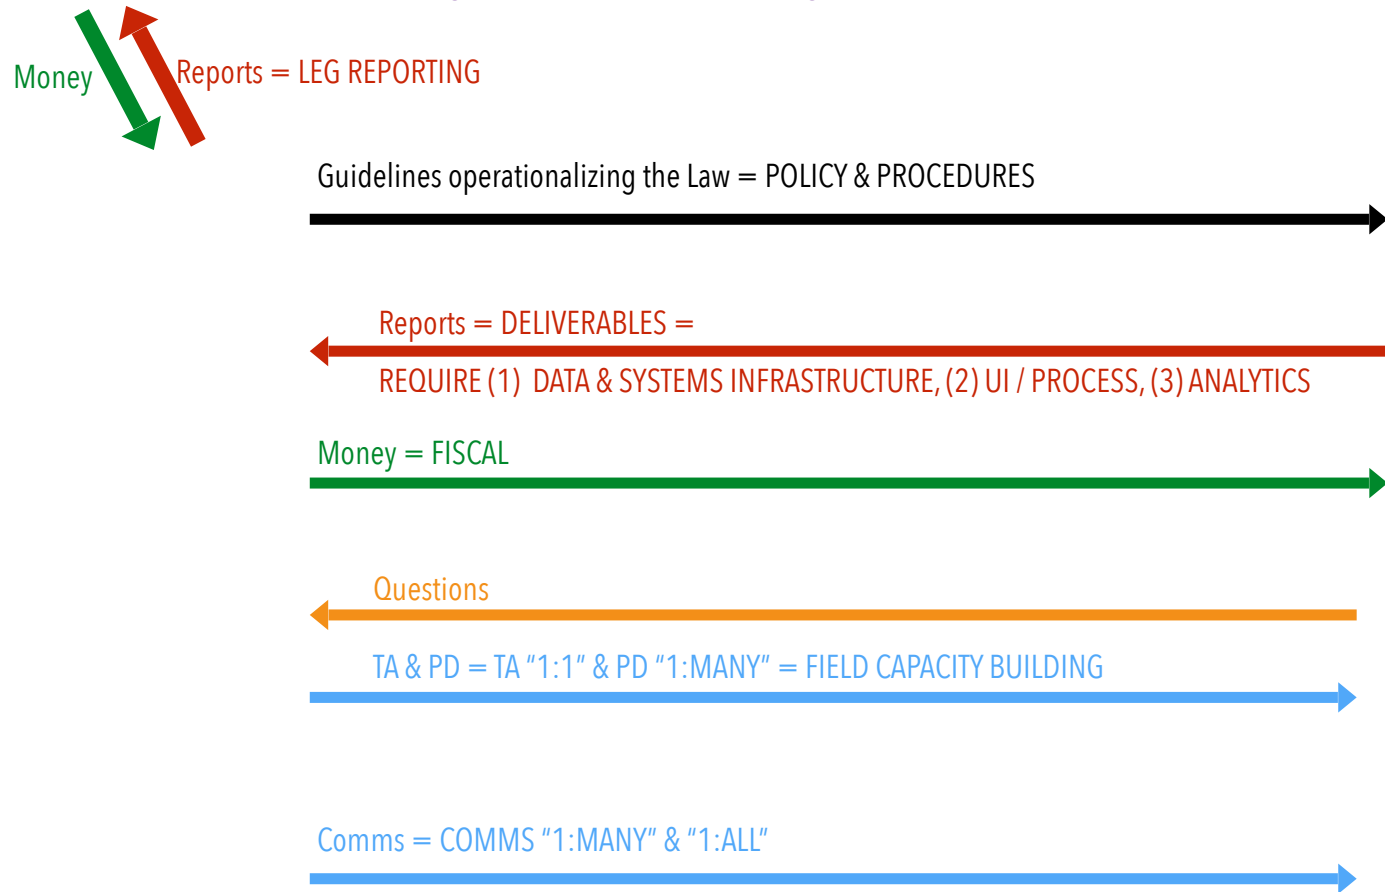 Money
Reports = LEG REPORTING
Guidelines operationalizing the Law = POLICY & PROCEDURES
Reports = DELIVERABLES =
REQUIRE (1)  DATA & SYSTEMS INFRASTRUCTURE, (2) UI / PROCESS, (3) ANALYTICS
Money = FISCAL
Questions
TA & PD = TA “1:1” & PD “1:MANY” = FIELD CAPACITY BUILDING
Comms = COMMS “1:MANY” & “1:ALL”